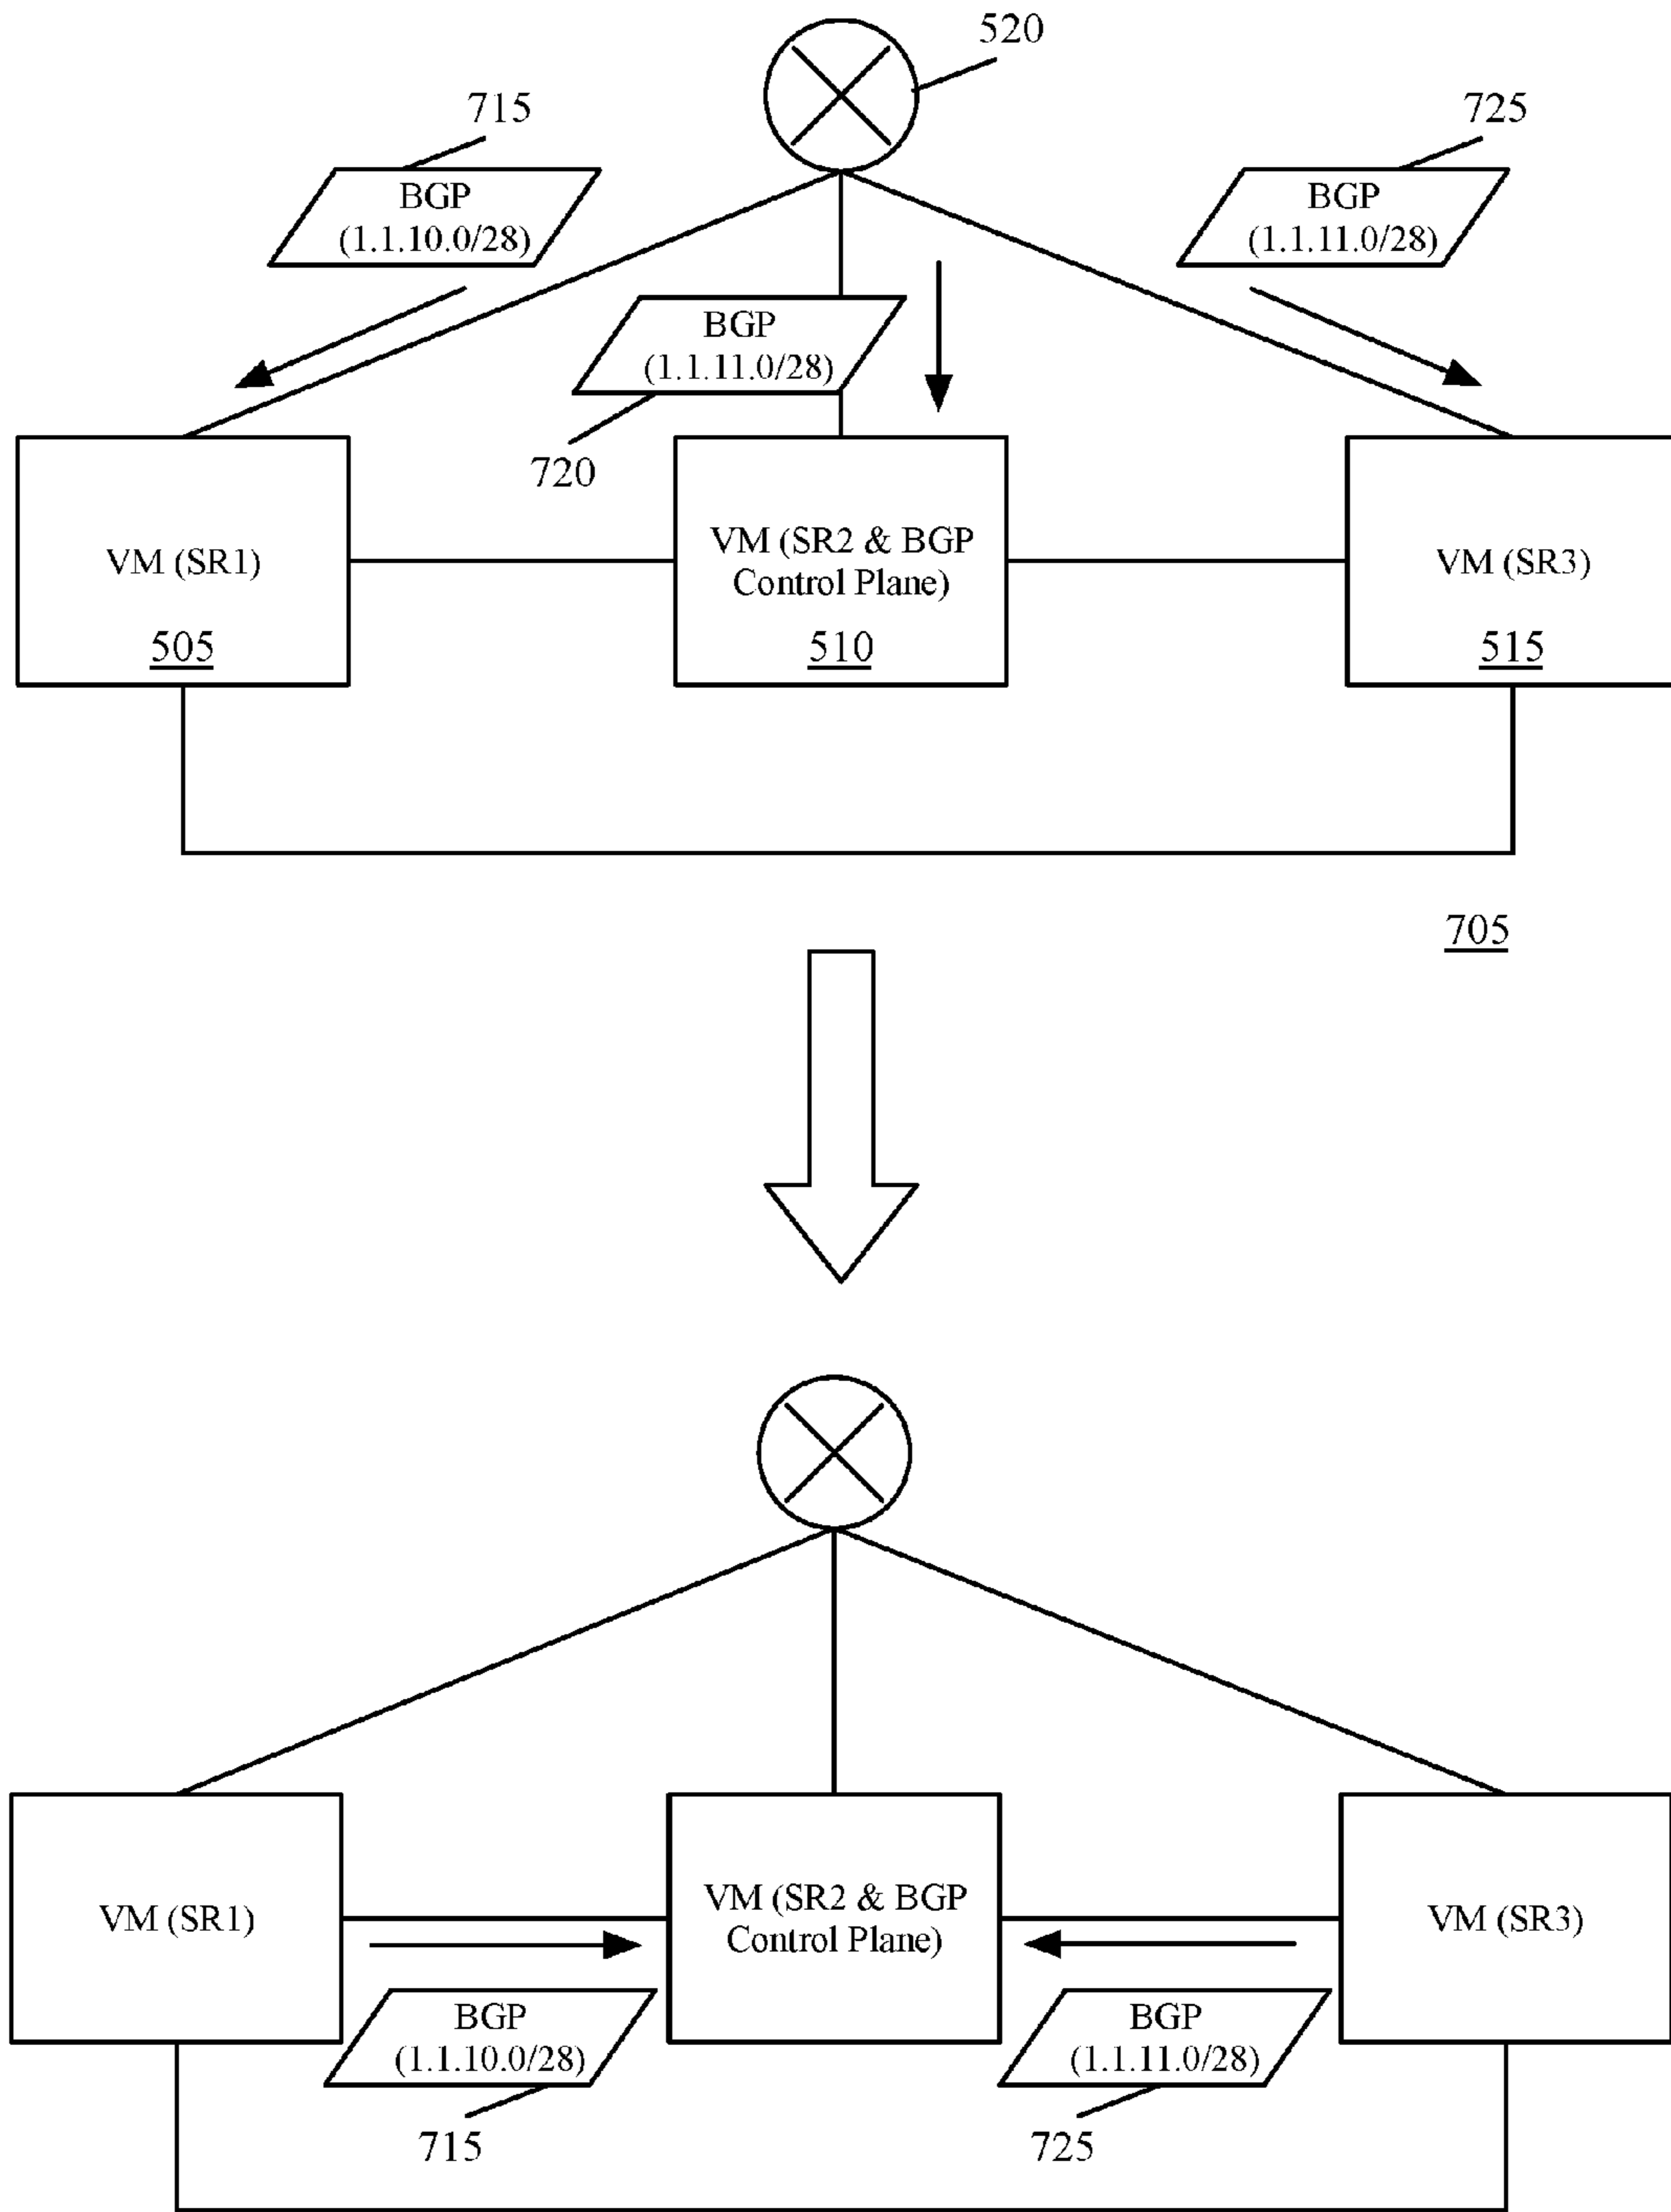 520
715
725
BGP
(1.1.10.0/28)
BGP
(1.1.11.0/28)
BGP
(1.1.11.0/28)
720
VM (SR1)
505
VM (SR2 & BGP
Control Plane)
510
VM (SR3)
515
705
VM (SR1)
VM (SR2 & BGP
Control Plane)
VM (SR3)
BGP
(1.1.10.0/28)
BGP
(1.1.11.0/28)
715
725